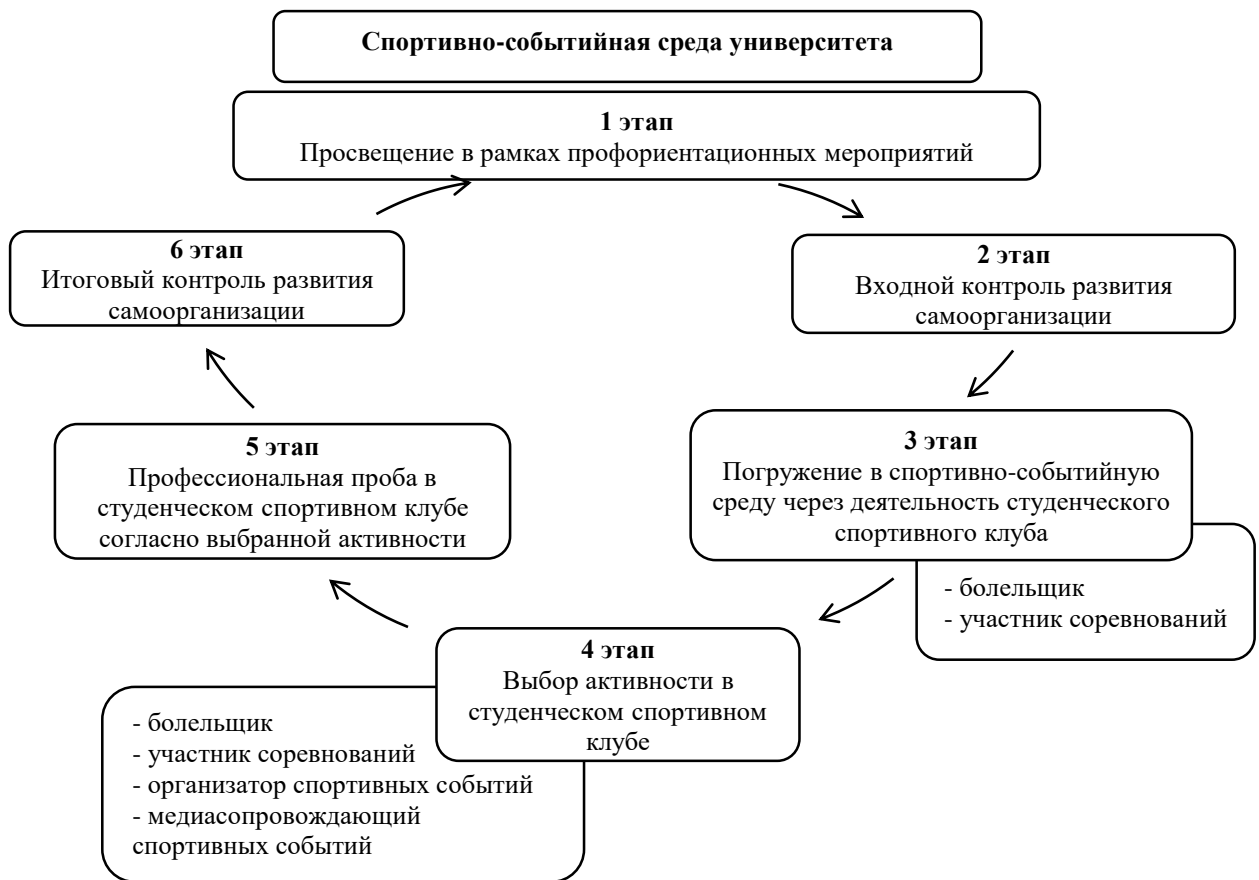 Спортивно-событийная среда университета
1 этап
Просвещение в рамках профориентационных мероприятий
2 этап
Входной контроль развития
самоорганизации
3 этап
Погружение в спортивно-событийную
среду через деятельность студенческого
спортивного клуба
- болельщик
- участник соревнований
4 этап
Выбор активности в
студенческом спортивном
клубе
- болельщик
- участник соревнований
- организатор спортивных событий
- медиасопровождающий
спортивных событий
5 этап
Профессиональная проба в
студенческом спортивном клубе
согласно выбранной активности
6 этап
Итоговый контроль развития
самоорганизации